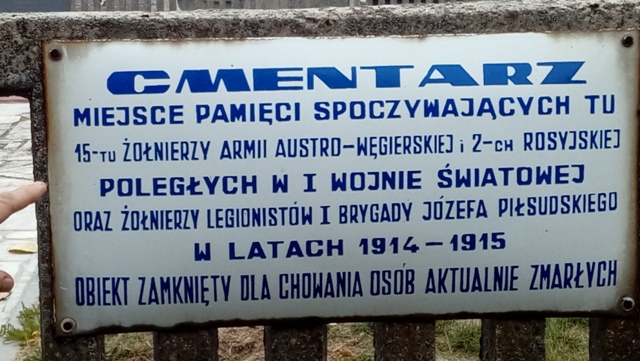 CMENTARZ
MIEJSCE PAMIĘCI SPOCZYWAJĄCYCH TU
15-TU ŻOŁNIERZY ARMII AUSTRO-WĘGIERSKIEJ i 2-CH ROSYJSKIEJ
POLEGŁYCH W I WOJNIE ŚWIATOWEJ
ORAZ ŻOŁNIERZY LEGIONISTÓW I BRYGADY JÓZEFA PIŁSUDSKIEGO
W LATACH 1914-1915
OBIEKT ZAMKNIĘTY DLA CHOWANIA OSÓB AKTUALNIE ZMARŁYCH